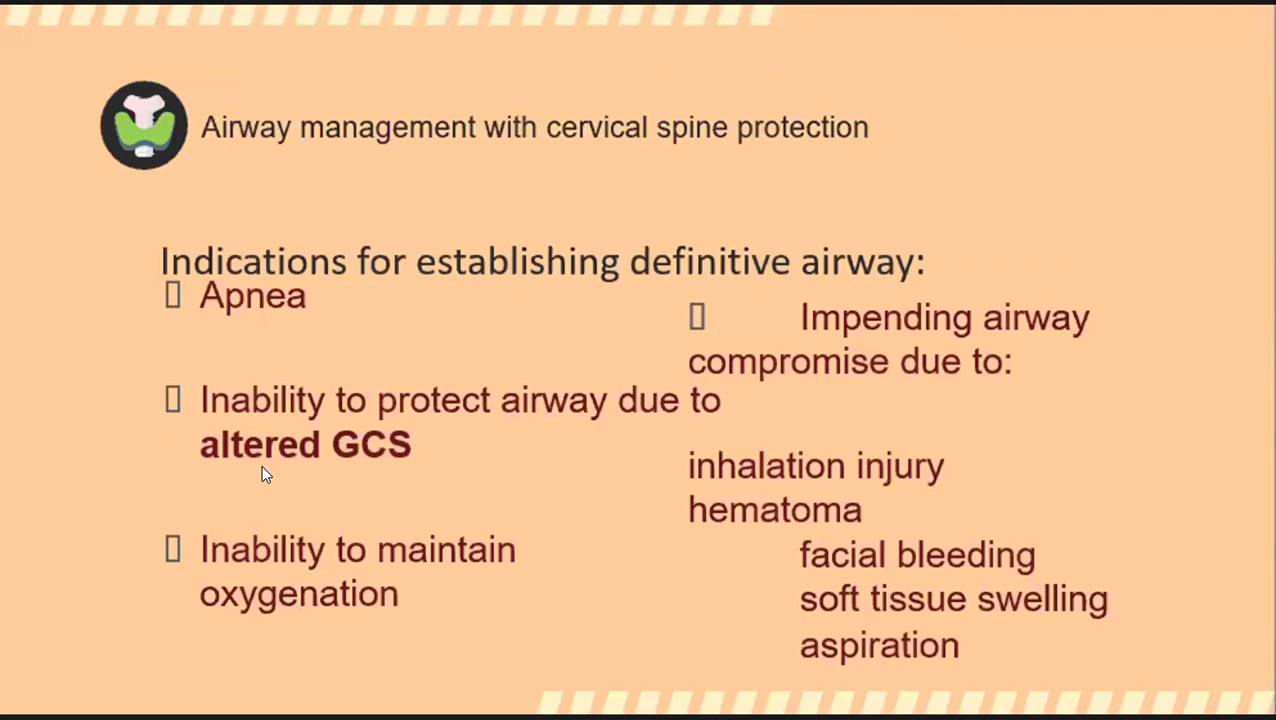 Airway management with cervical spine protection
Indications for establishing definitive airway:
Apnea
Inability to protect airway due to
altered GCS
Inability to maintain
oxygenation
Impending airway
compromise due to:
inhalation injury
hematoma
facial bleeding
soft tissue swelling
aspiration